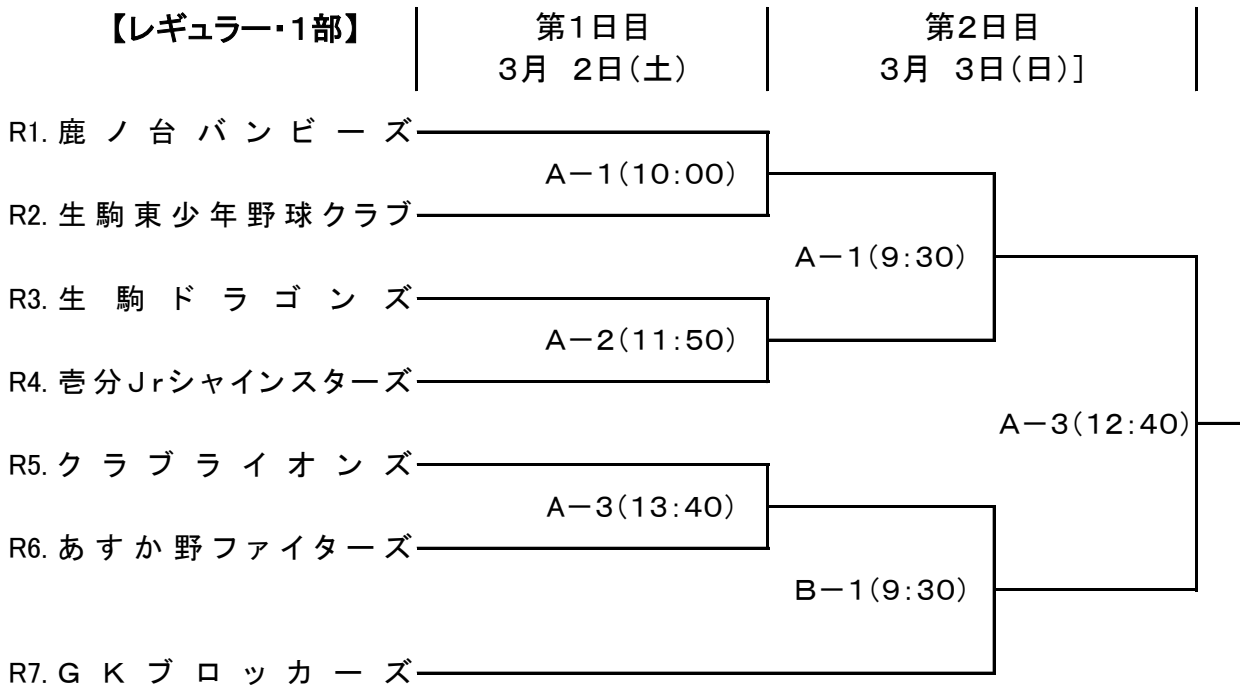 【レギュラー・１部】 第１日目 第２日目
３月　２日(土) ３月　３日(日)]
R1. 鹿ノ台バンビーズ
A－１(10：00)
R2. 生駒東少年野球クラブ
A－１(9：30)
R3. 生駒ドラゴンズ
A－２(11：50)
R4. 壱分Ｊｒシャインスターズ
A－３(12：40)
R5. クラブライオンズ
A－３(13：40)
R6. あすか野ファイターズ
B－１(9：30)
R7. ＧＫブロッカーズ